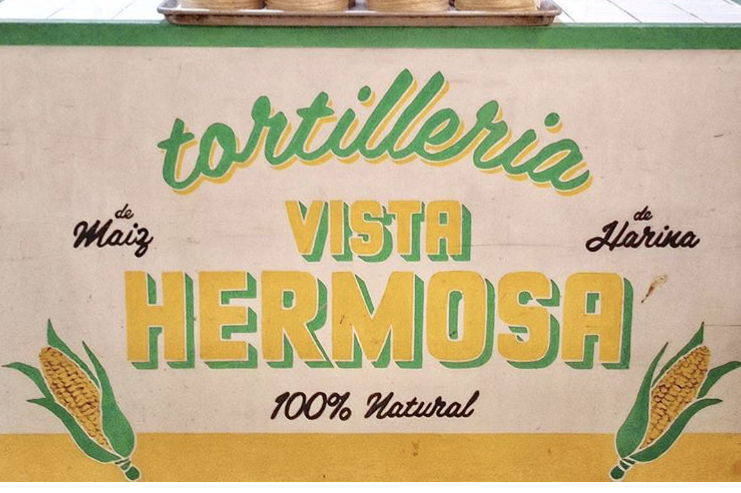 tortilleria
VISTA
de
Maiz
de
Harina
HERMOSA
100% Natural